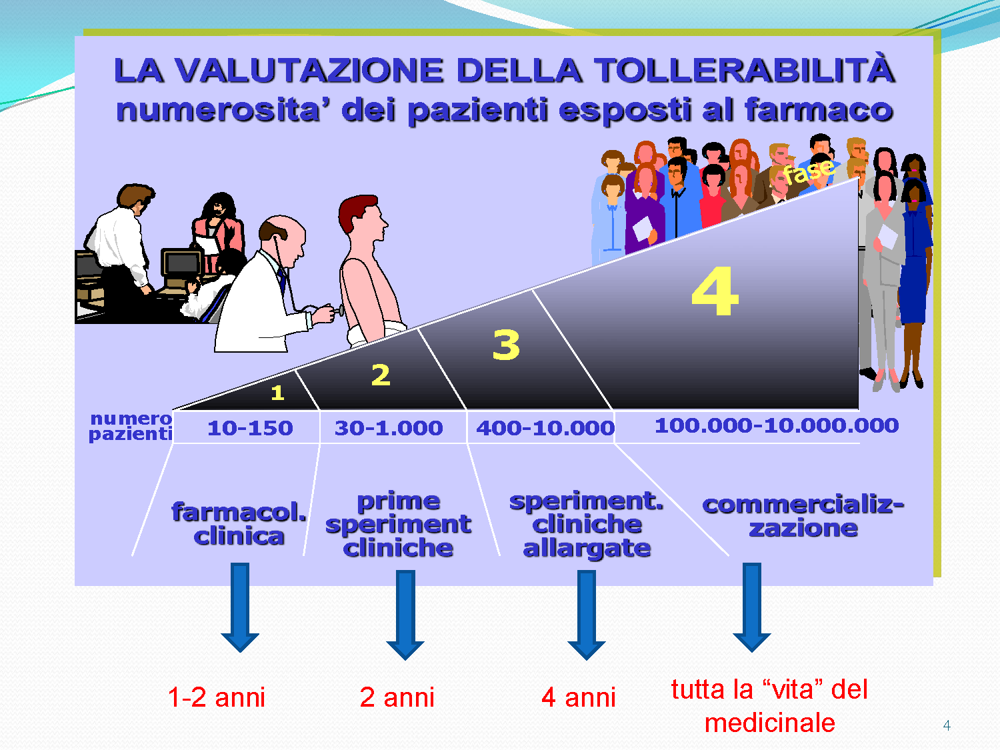 LA VALUTAZIONE DELLA TOLLERABILITÀ
numerosita’ dei pazienti esposti al farmaco
fase
4
3
2
1
numero
pazienti
10-150
30-1.000
400-10.000
100.000-10.000.000
farmacol.
clinica
prime
speriment
cliniche
speriment.
cliniche
allargate
commercializ-
zazione
1-2 anni
2 anni
4 anni
tutta la “vita” del
medicinale
4